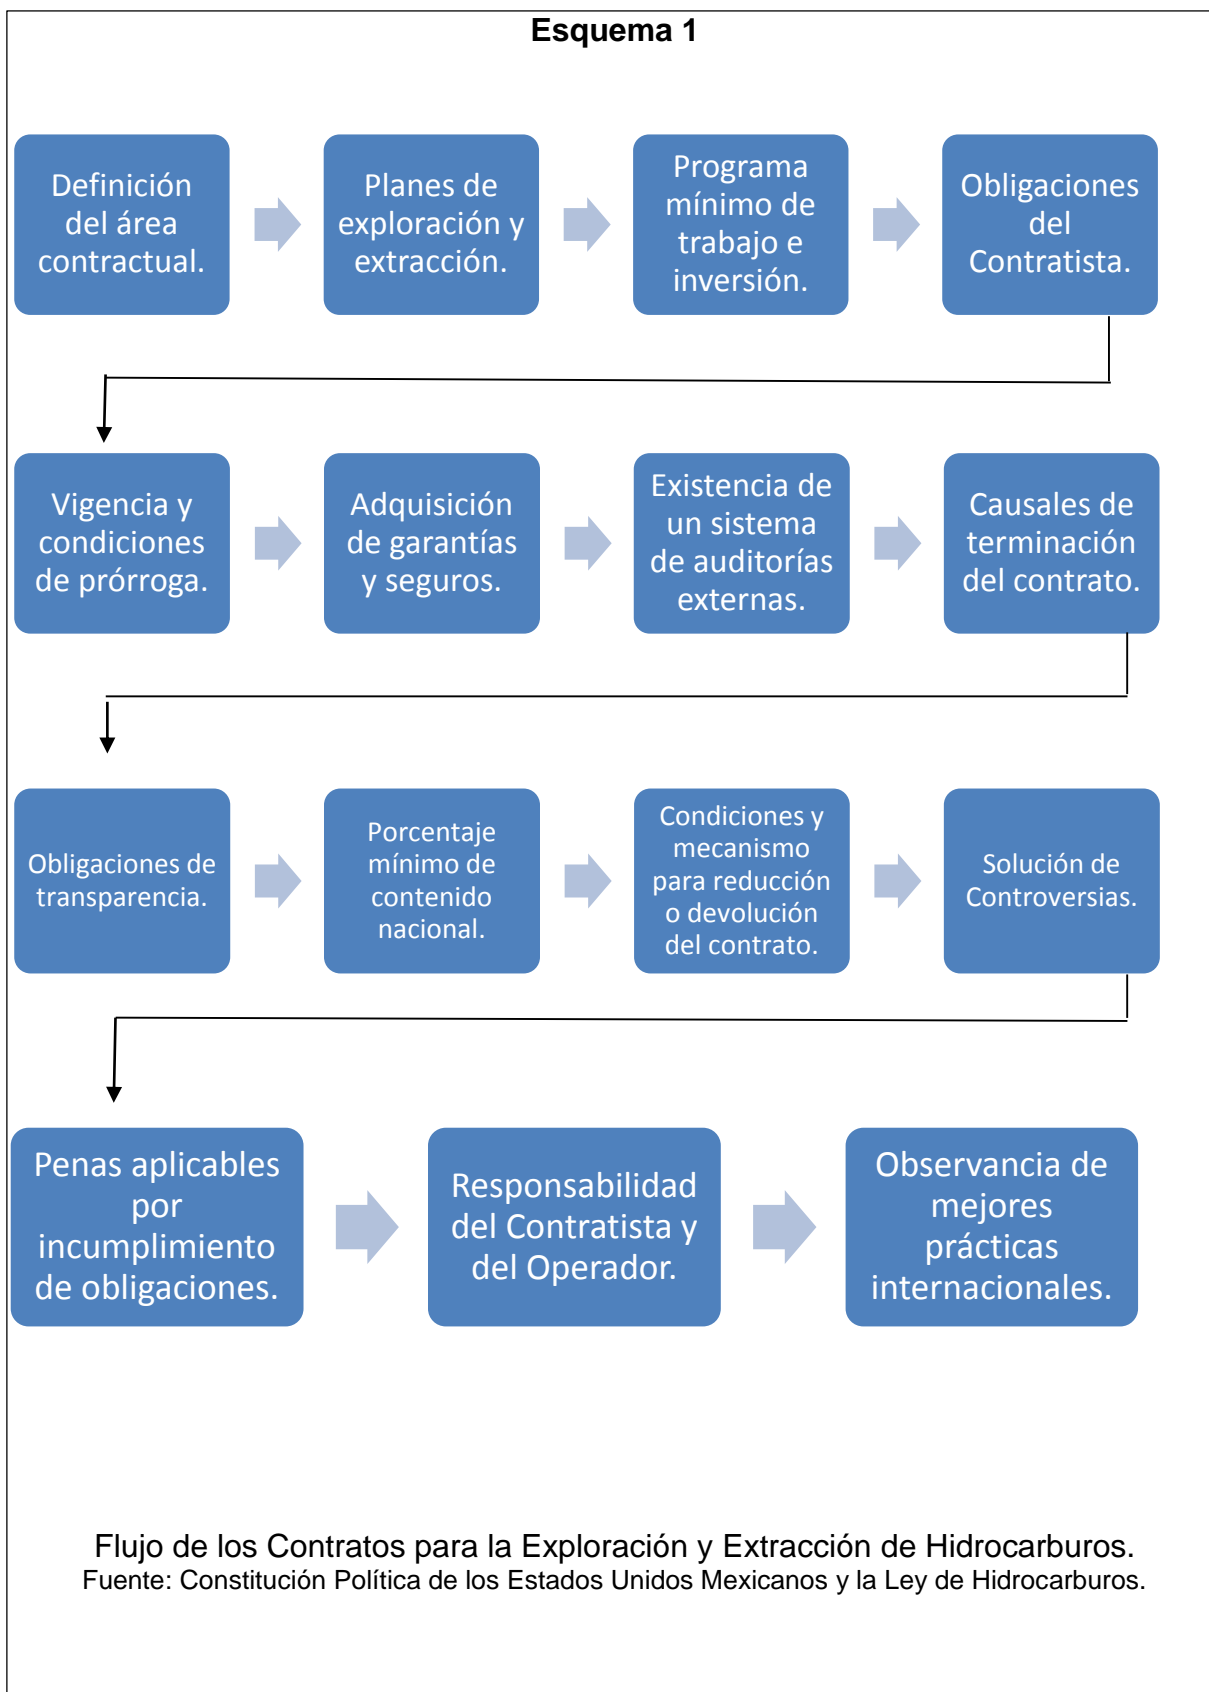 Esquema 1
Definición
del área
contractual.
Planes de
exploración y
extracción.
Programa
mínimo de
trabajo e
inversión.
Obligaciones
del
Contratista.
Vigencia y
condiciones
de prórroga.
Adquisición
de garantías
y seguros.
Existencia de
un sistema
de auditorías
externas.
Causales de
terminación
del contrato.
Obligaciones de
transparencia.
Porcentaje
mínimo de
contenido
nacional.
Condiciones y
mecanismo
para reducción
o devolución
del contrato.
Solución de
Controversias.
Penas aplicables
por
incumplimiento
de obligaciones.
Responsabilidad
del Contratista y
del Operador.
Observancia de
mejores
prácticas
internacionales.
Flujo de los Contratos para la Exploración y Extracción de Hidrocarburos.
Fuente: Constitución Política de los Estados Unidos Mexicanos y la Ley de Hidrocarburos.